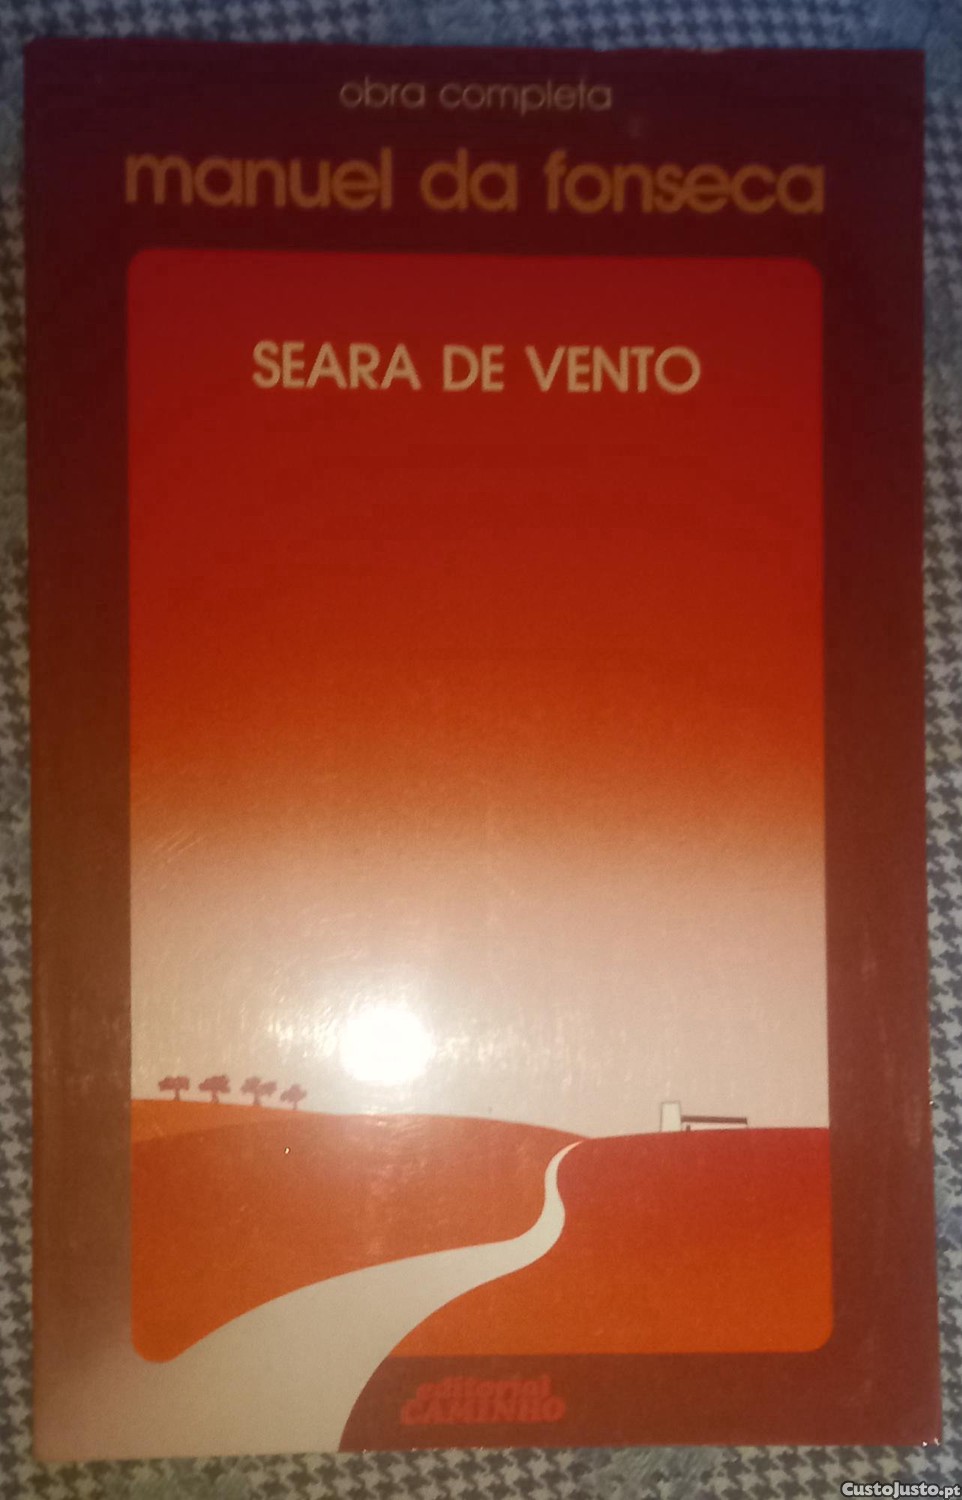 obra completa
manuel da fonseca
SEARA DE VENTO
editorial
CAMINHO
CustoJusto.pt